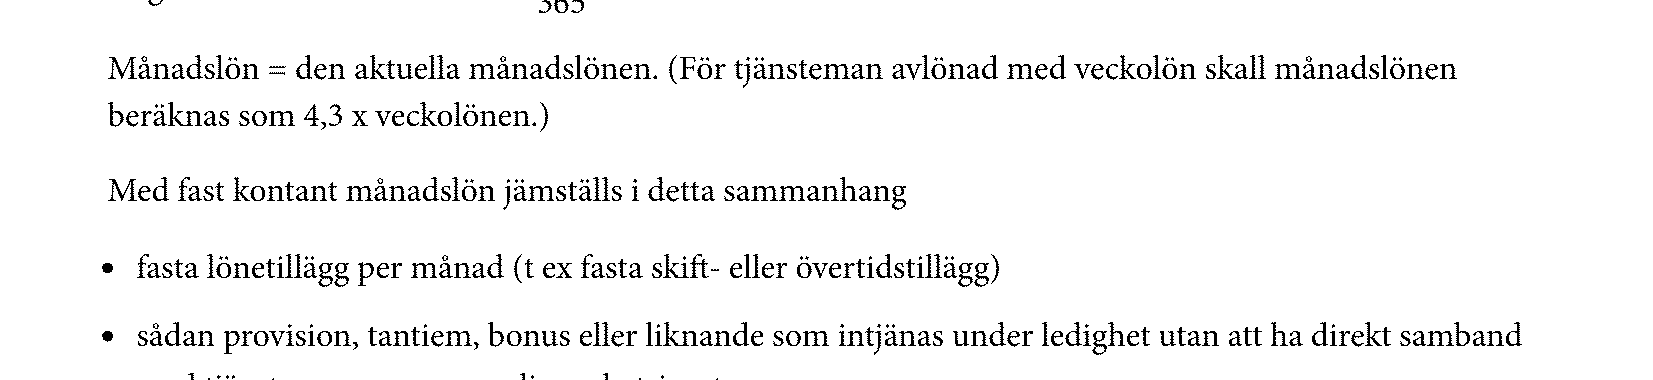 365
Månadslön = den aktuella månadslönen. (För tjänsteman avlönad med veckolön skall månadslönen
beräknas som 4,3 x veckolönen.)
Med fast kontant månadslön jämställs i detta sammanhang
• fasta lönetillägg per månad (t ex fasta skift- eller övertidstillägg)
• sådan provision, tantiem, bonus eller liknande som intjänas under ledighet utan att ha direkt samband